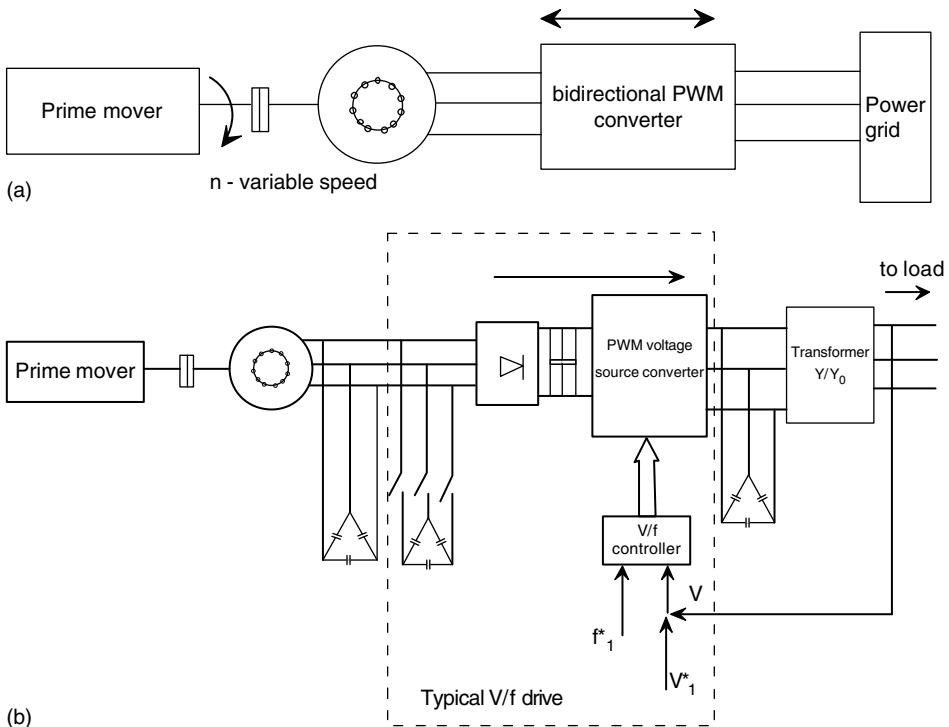 Prime mover
n - variable speed
bidirectional PWM
converter
Power
grid
(a)
Prime mover
PWM voltage
source converter
Transformer
Y/Y0
to load
V/f
controller
V
f*1
V*1
Typical V/f drive
(b)